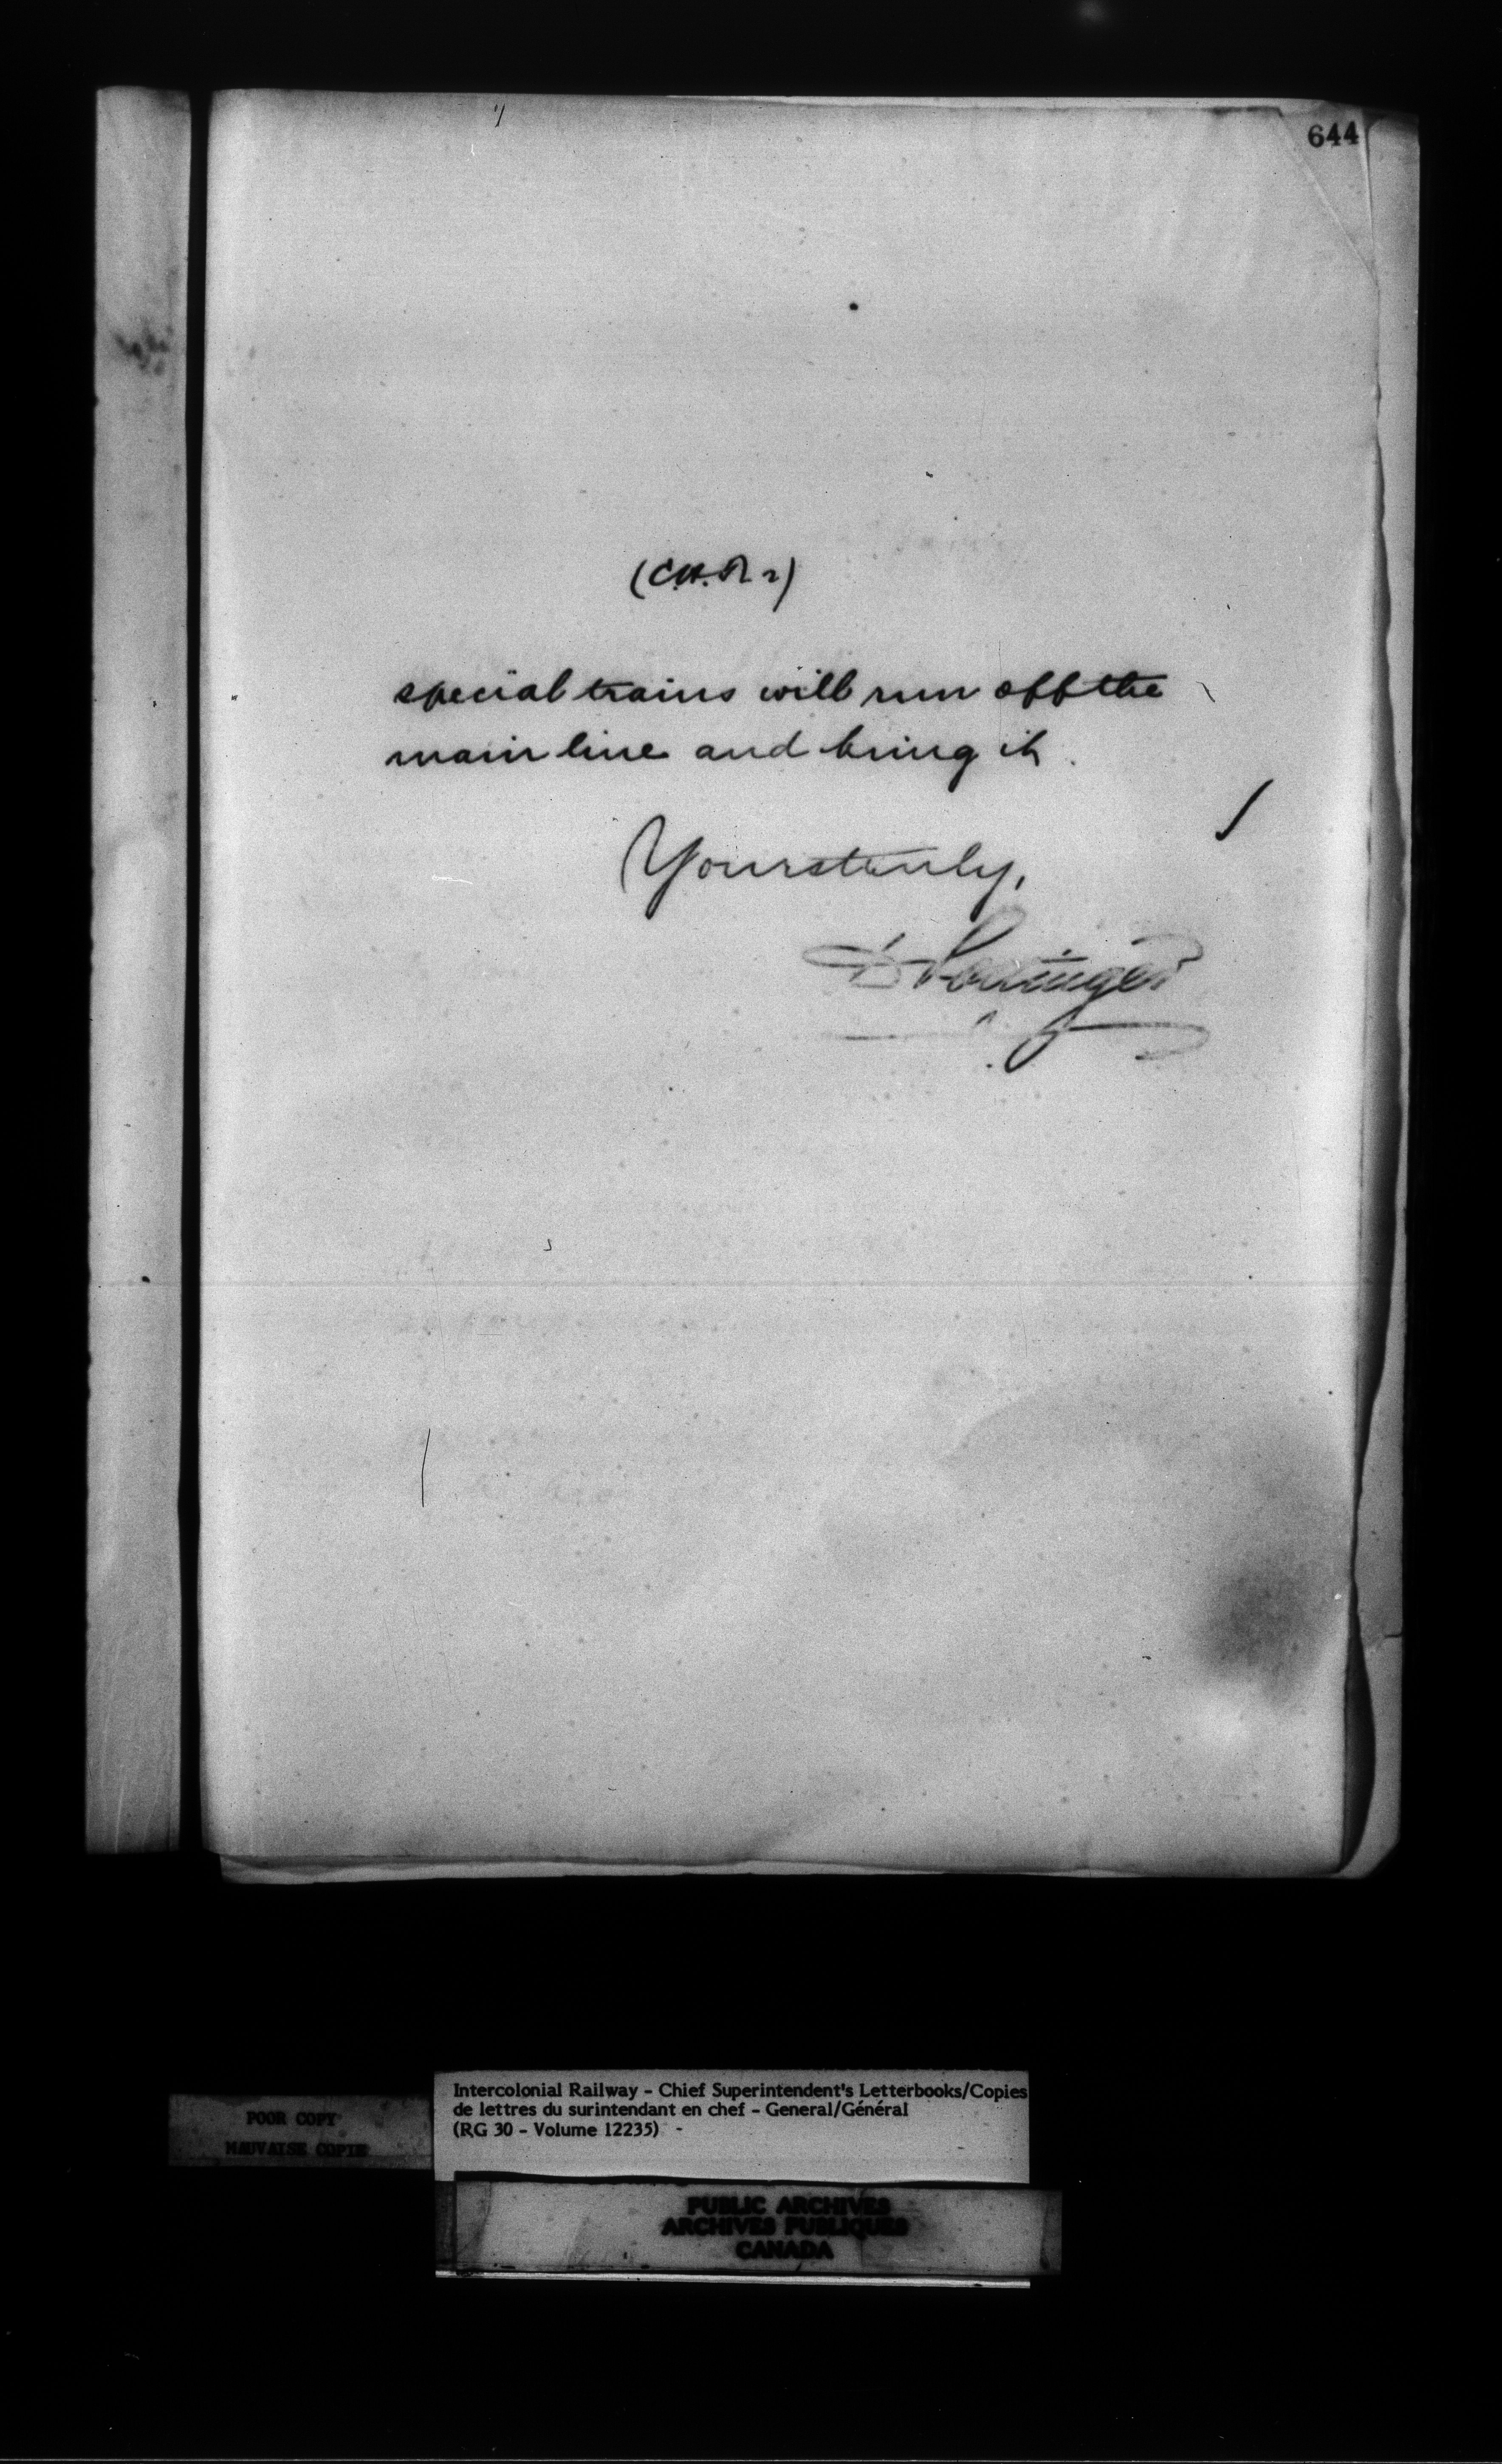 644
(C.H.R. 2)
special trains will run off the
main line and bring it.
Yours truly,
D Pottinger
POOR COPY
MAUVAISE COPIE
Intercolonial Railway - Chief Superintendent's Letterbooks/Copies
de lettres du surintendant en chef - General/Général
(RG 30 - Volume 12235) -
PUBLIC ARCHIVES
ARCHIVES PUBLIQUES
CANADA